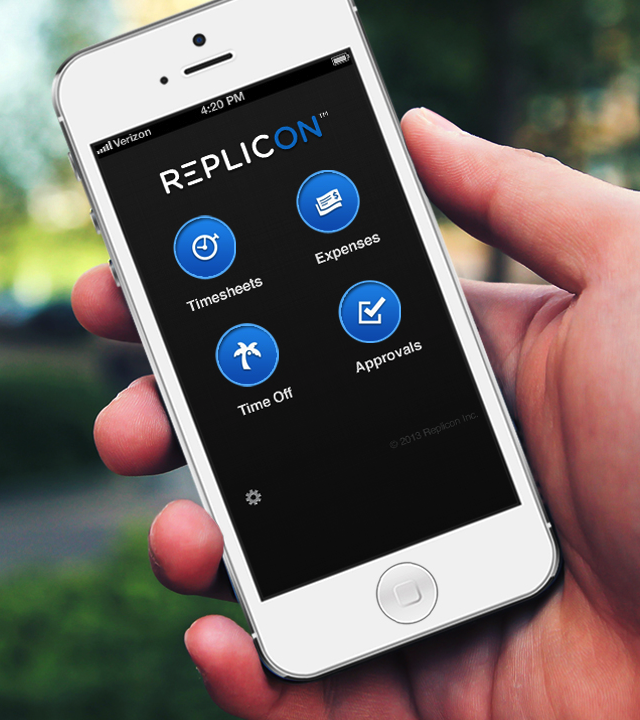 Verizon 4:20 PM
REPLICON™
Timesheets Expenses
Time Off Approvals
© 2013 Replicon Inc.